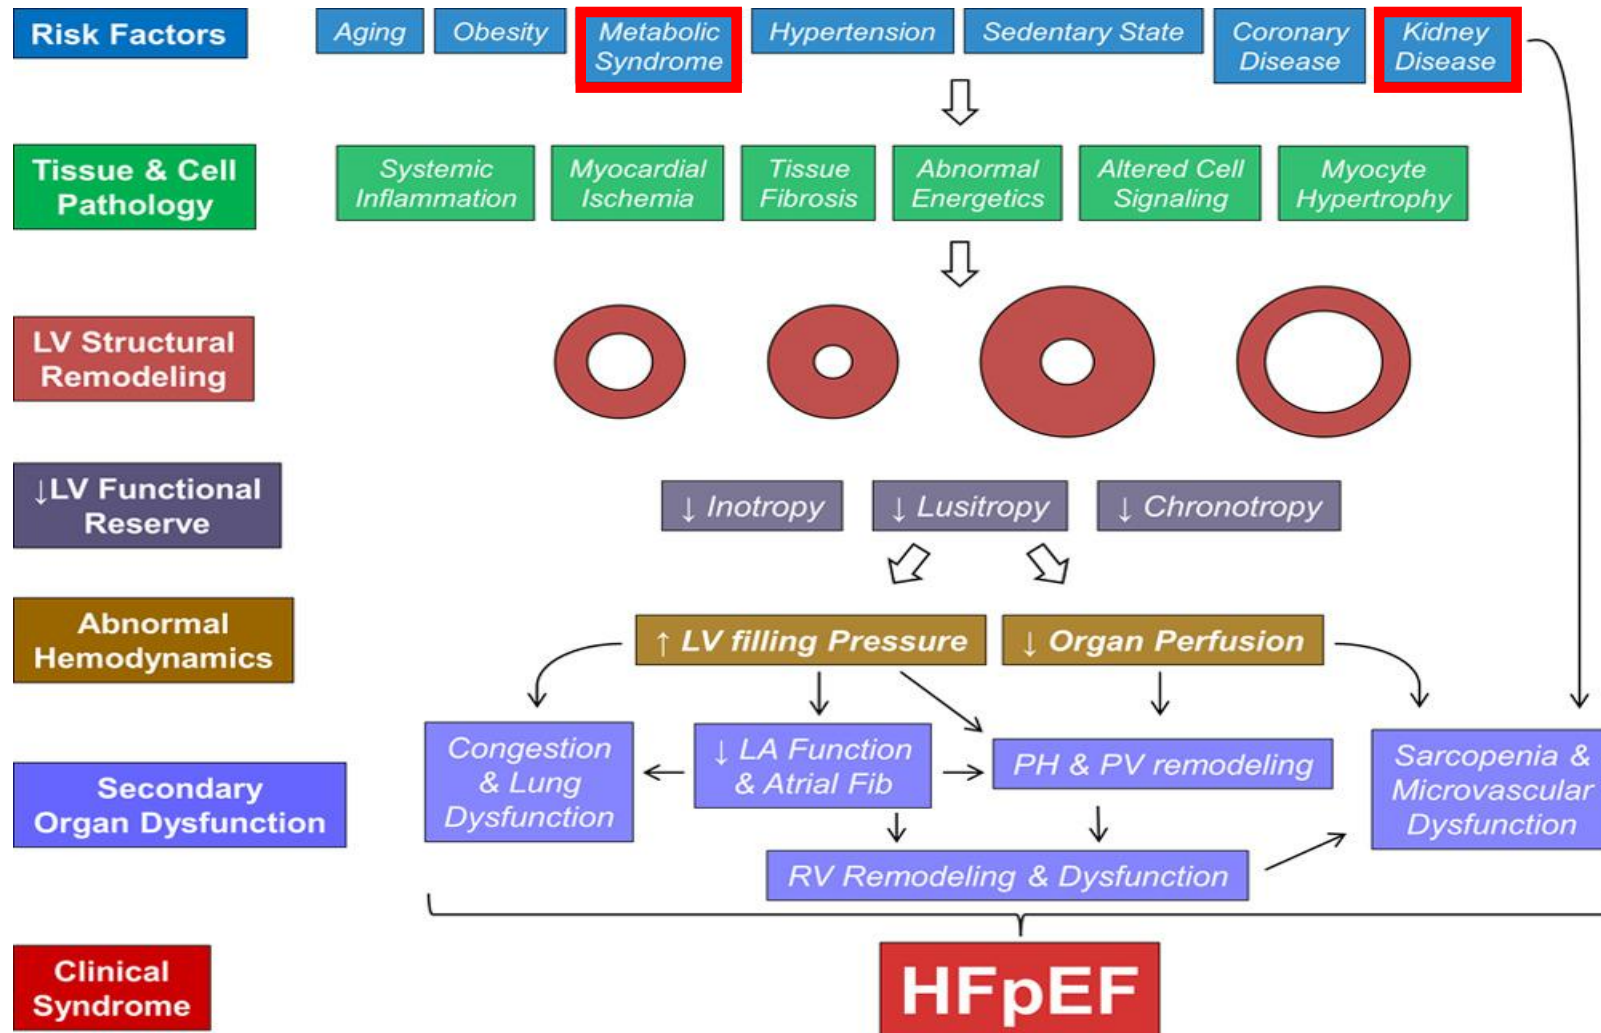 Risk Factors
Aging
Obesity
Metabolic
Syndrome
Hypertension
Sedentary State
Coronary
Disease
Kidney
Disease
Tissue & Cell
Pathology
Systemic
Inflammation
Myocardial
Ischemia
Tissue
Fibrosis
Abnormal
Energetics
Altered Cell
Signaling
Myocyte
Hypertrophy
LV Structural
Remodeling
↓LV Functional
Reserve
↓ Inotropy
↓ Lusitropy
↓ Chronotropy
Abnormal
Hemodynamics
↑ LV filling Pressure
↓ Organ Perfusion
Secondary
Organ Dysfunction
Congestion
& Lung
Dysfunction
↓ LA Function
& Atrial Fib
PH & PV remodeling
Sarcopenia &
Microvascular
Dysfunction
RV Remodeling & Dysfunction
Clinical
Syndrome
HFpEF